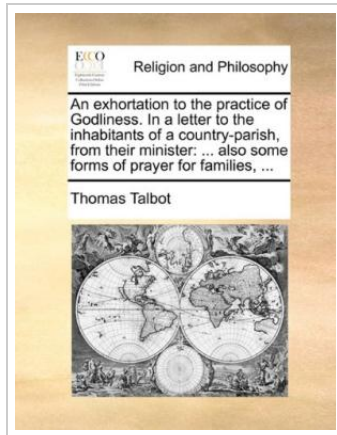 ECCO
Religion and Philosophy
An exhortation to the practice of
Godliness. In a letter to the
inhabitants of a country-parish,
from their minister: ... also some
forms of prayer for families, ...
Thomas Talbot